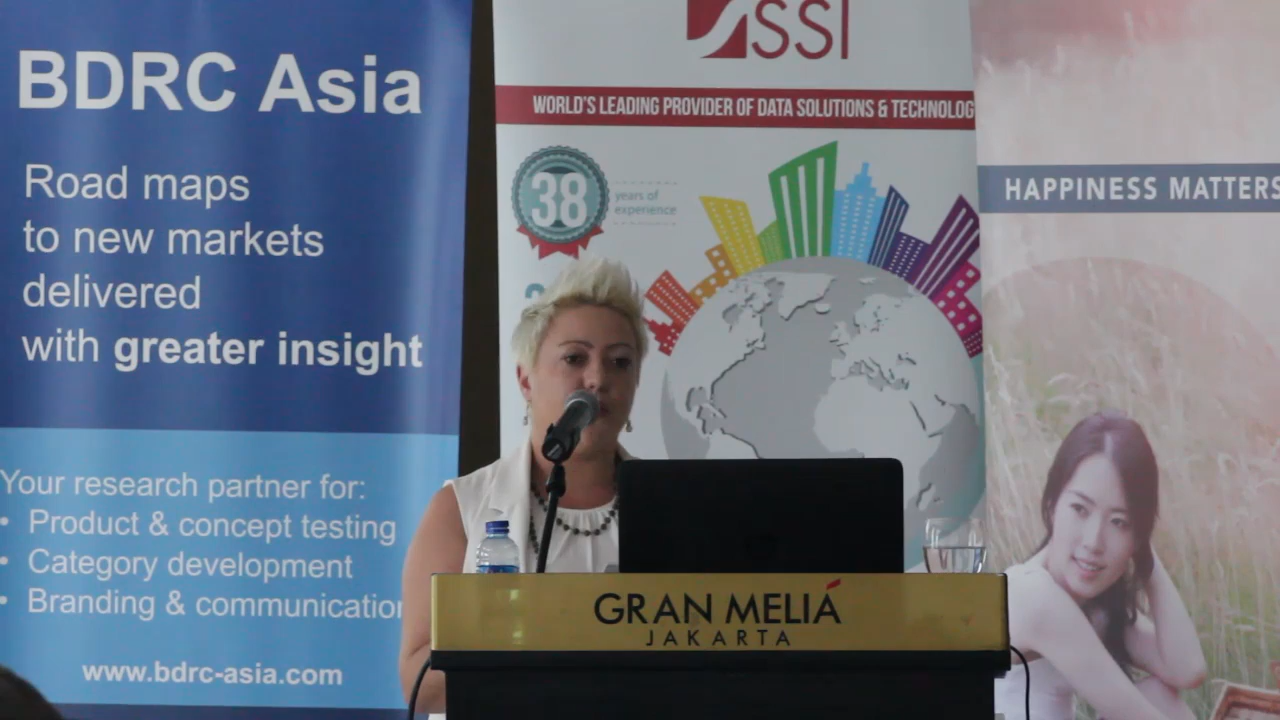 BDRC Asia
Road maps
to new markets
delivered
with greater insight
Your research partner for:
• Product & concept testing
• Category development
• Branding & communication
www.bdrc-asia.com
SSI
WORLD'S LEADING PROVIDER OF DATA SOLUTIONS & TECHNOLOG
38
years of
experience
HAPPINESS MATTERS
GRAN MELIÁ
JAKARTA